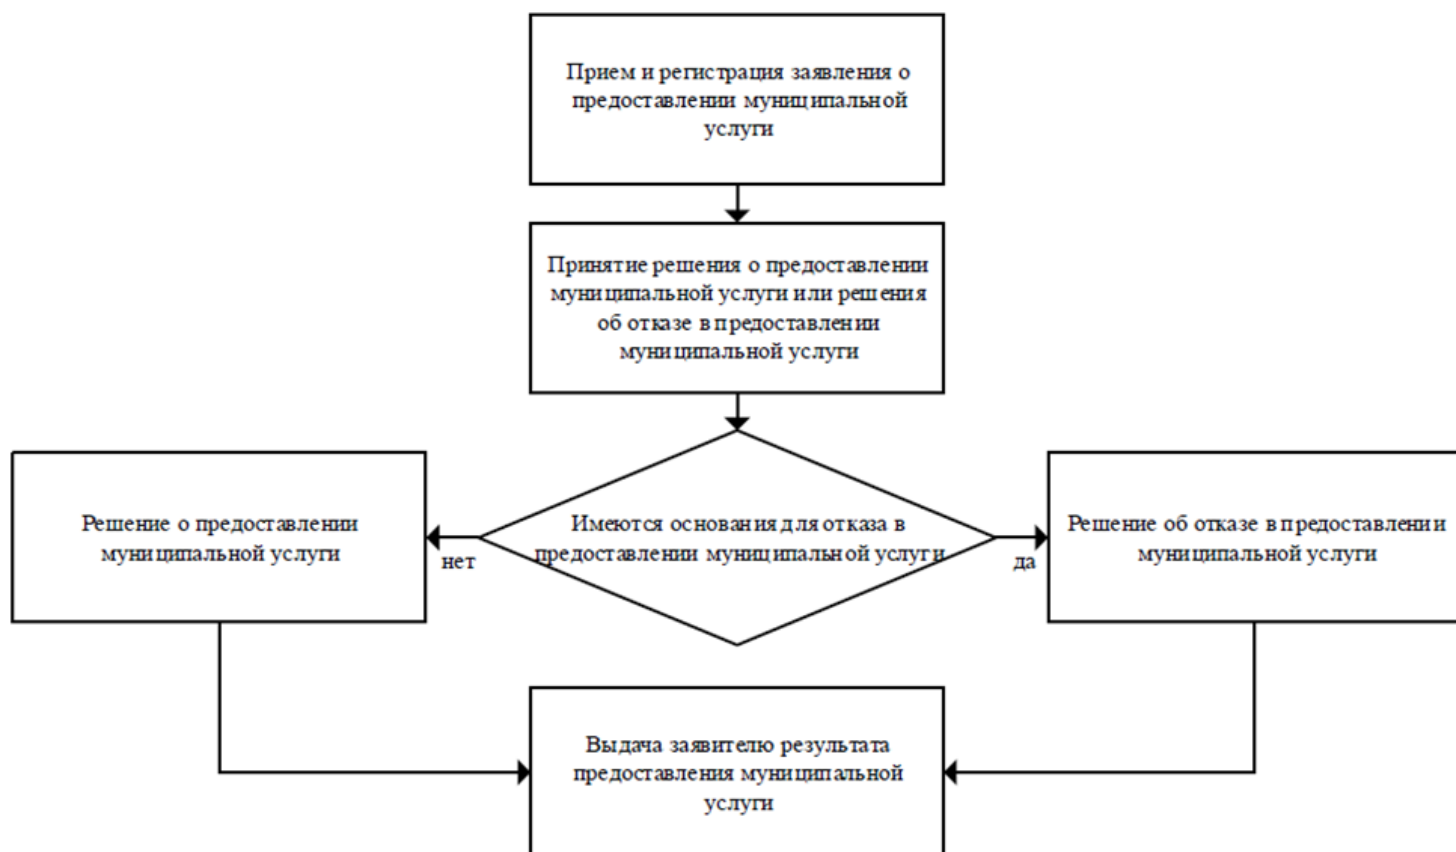 Прием и регистрация заявления о
предоставлении муниципальной
услуги
Принятие решения о предоставлении
муниципальной услуги или решения
об отказе в предоставлении
муниципальной услуги
Решение о предоставлении
муниципальной услуги
нет
Имеются основания для отказа в
предоставлении муниципальной услуги
да
Решение об отказе в предоставлении
муниципальной услуги
Выдача заявителю результата
предоставления муниципальной
услуги